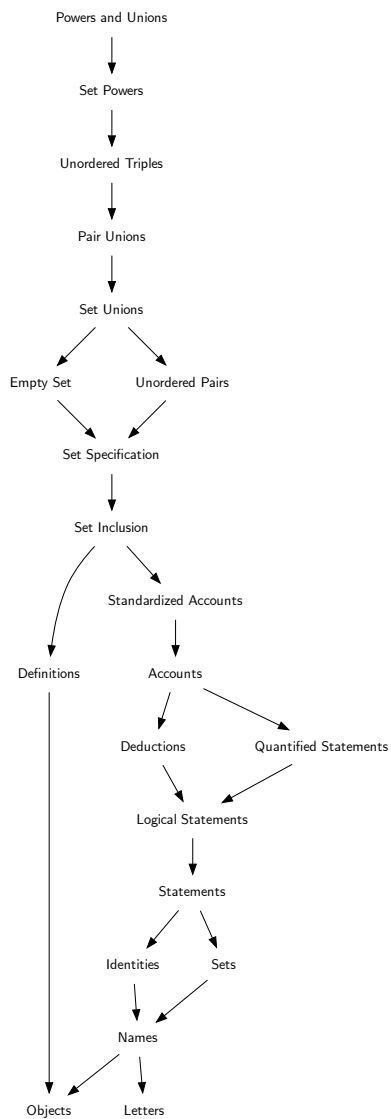 Powers and Unions
Set Powers
Unordered Triples
Pair Unions
Set Unions
Empty Set
Unordered Pairs
Set Specification
Set Inclusion
Standardized Accounts
Definitions
Accounts
Deductions
Quantified Statements
Logical Statements
Statements
Identities
Sets
Names
Objects
Letters